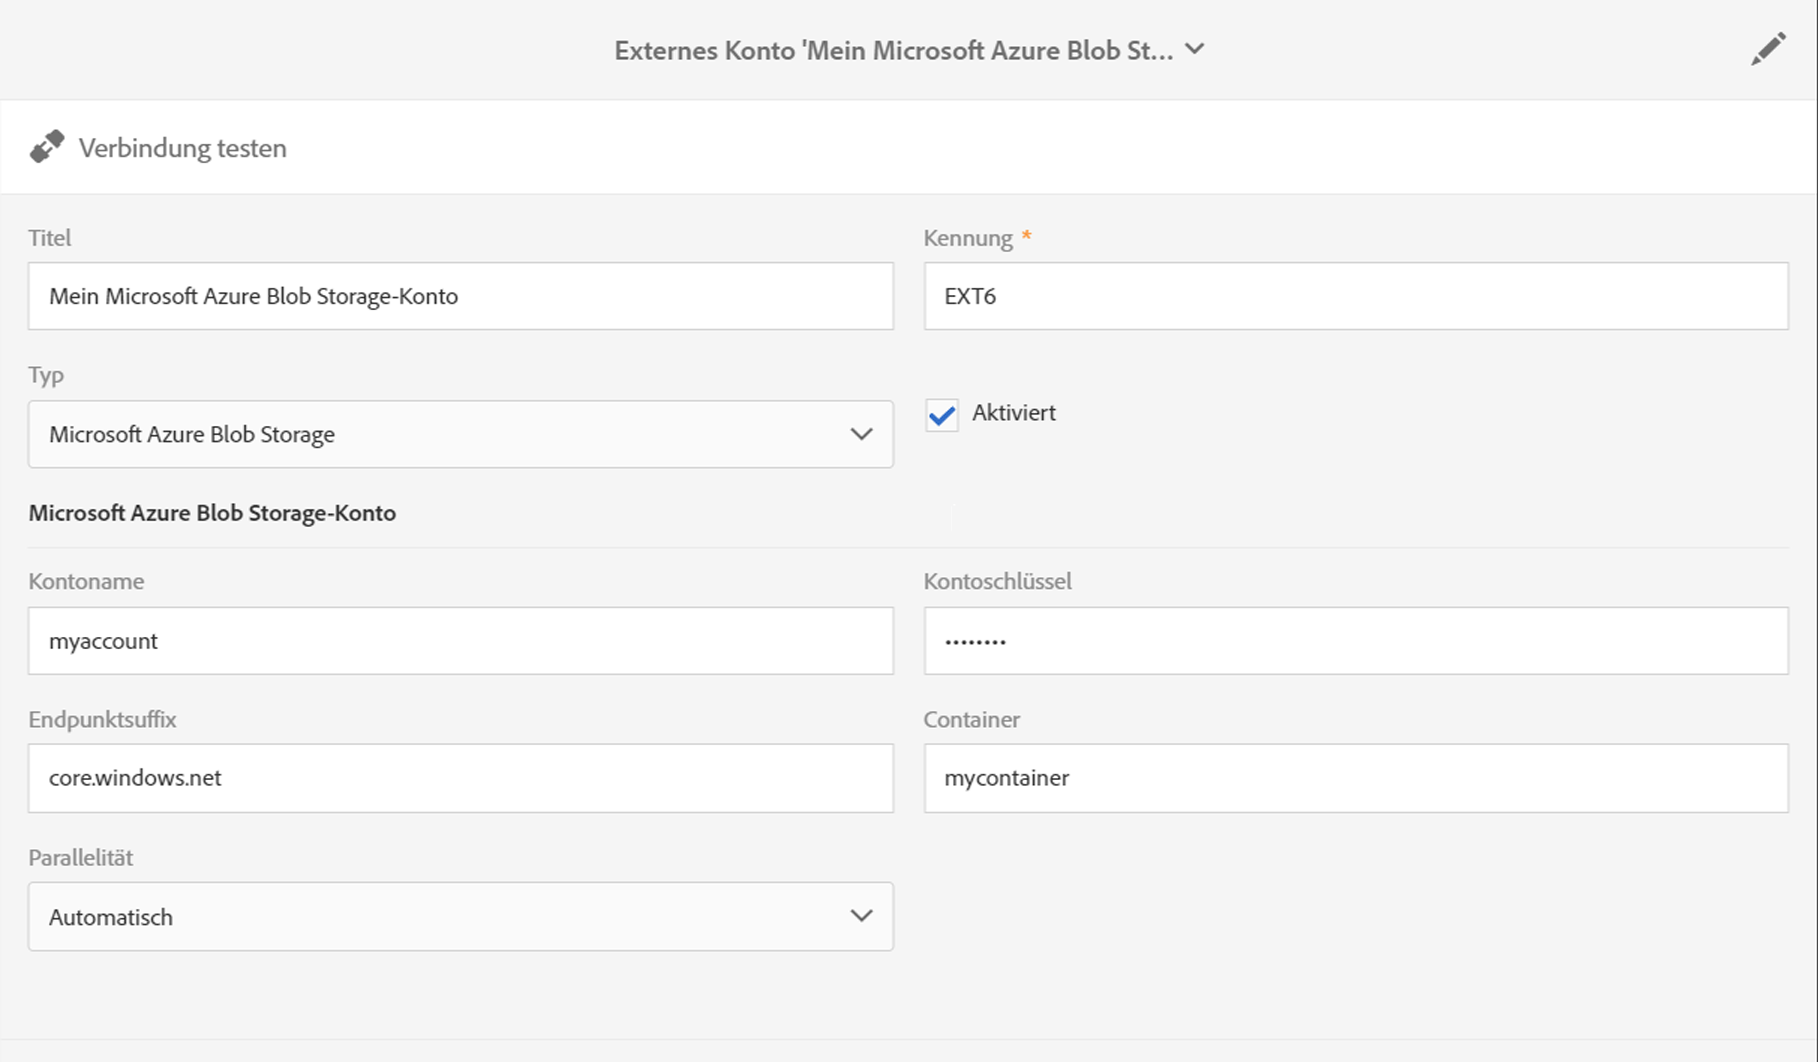 Externes Konto 'Mein Microsoft Azure Blob St...
Verbindung testen
Titel
Kennung *
Mein Microsoft Azure Blob Storage-Konto
EXT6
Typ
Microsoft Azure Blob Storage
Aktiviert
Microsoft Azure Blob Storage-Konto
Kontoname
Kontoschlüssel
myaccount
••••••••
Endpunktsuffix
Container
core.windows.net
mycontainer
Parallelität
Automatisch